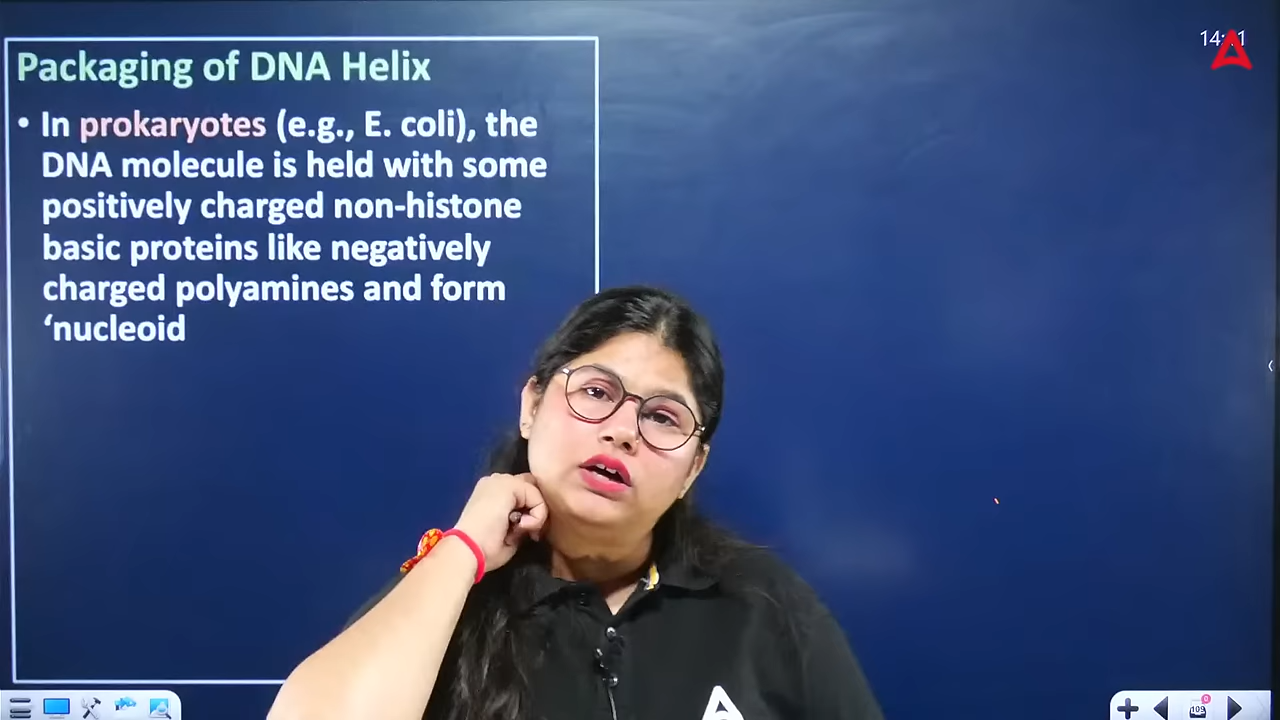 Packaging of DNA Helix
• In prokaryotes (e.g., E. coli), the
DNA molecule is held with some
positively charged non-histone
basic proteins like negatively
charged polyamines and form
‘nucleoid
109